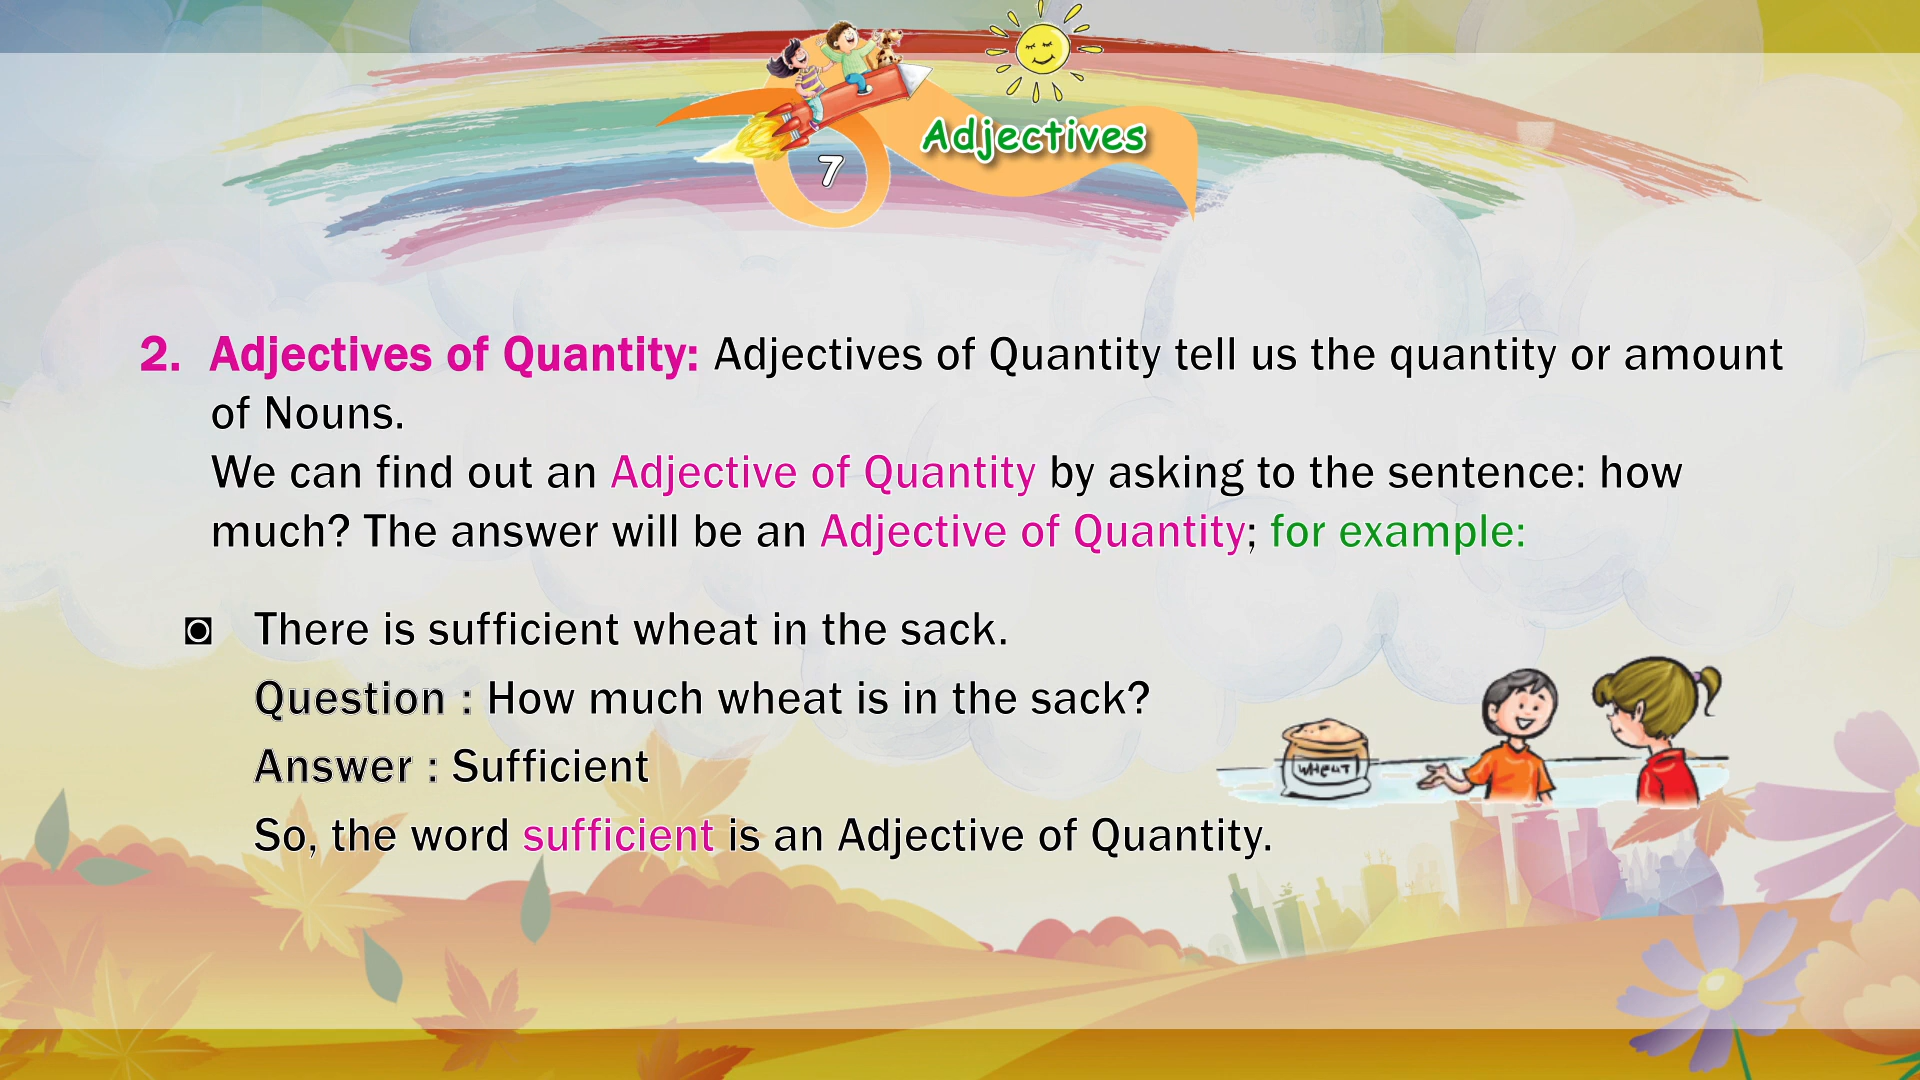 7
Adjectives
2. Adjectives of Quantity: Adjectives of Quantity tell us the quantity or amount
of Nouns.
We can find out an Adjective of Quantity by asking to the sentence: how
much? The answer will be an Adjective of Quantity; for example:
There is sufficient wheat in the sack.
Question : How much wheat is in the sack?
Answer : Sufficient
WHEAT
So, the word sufficient is an Adjective of Quantity.